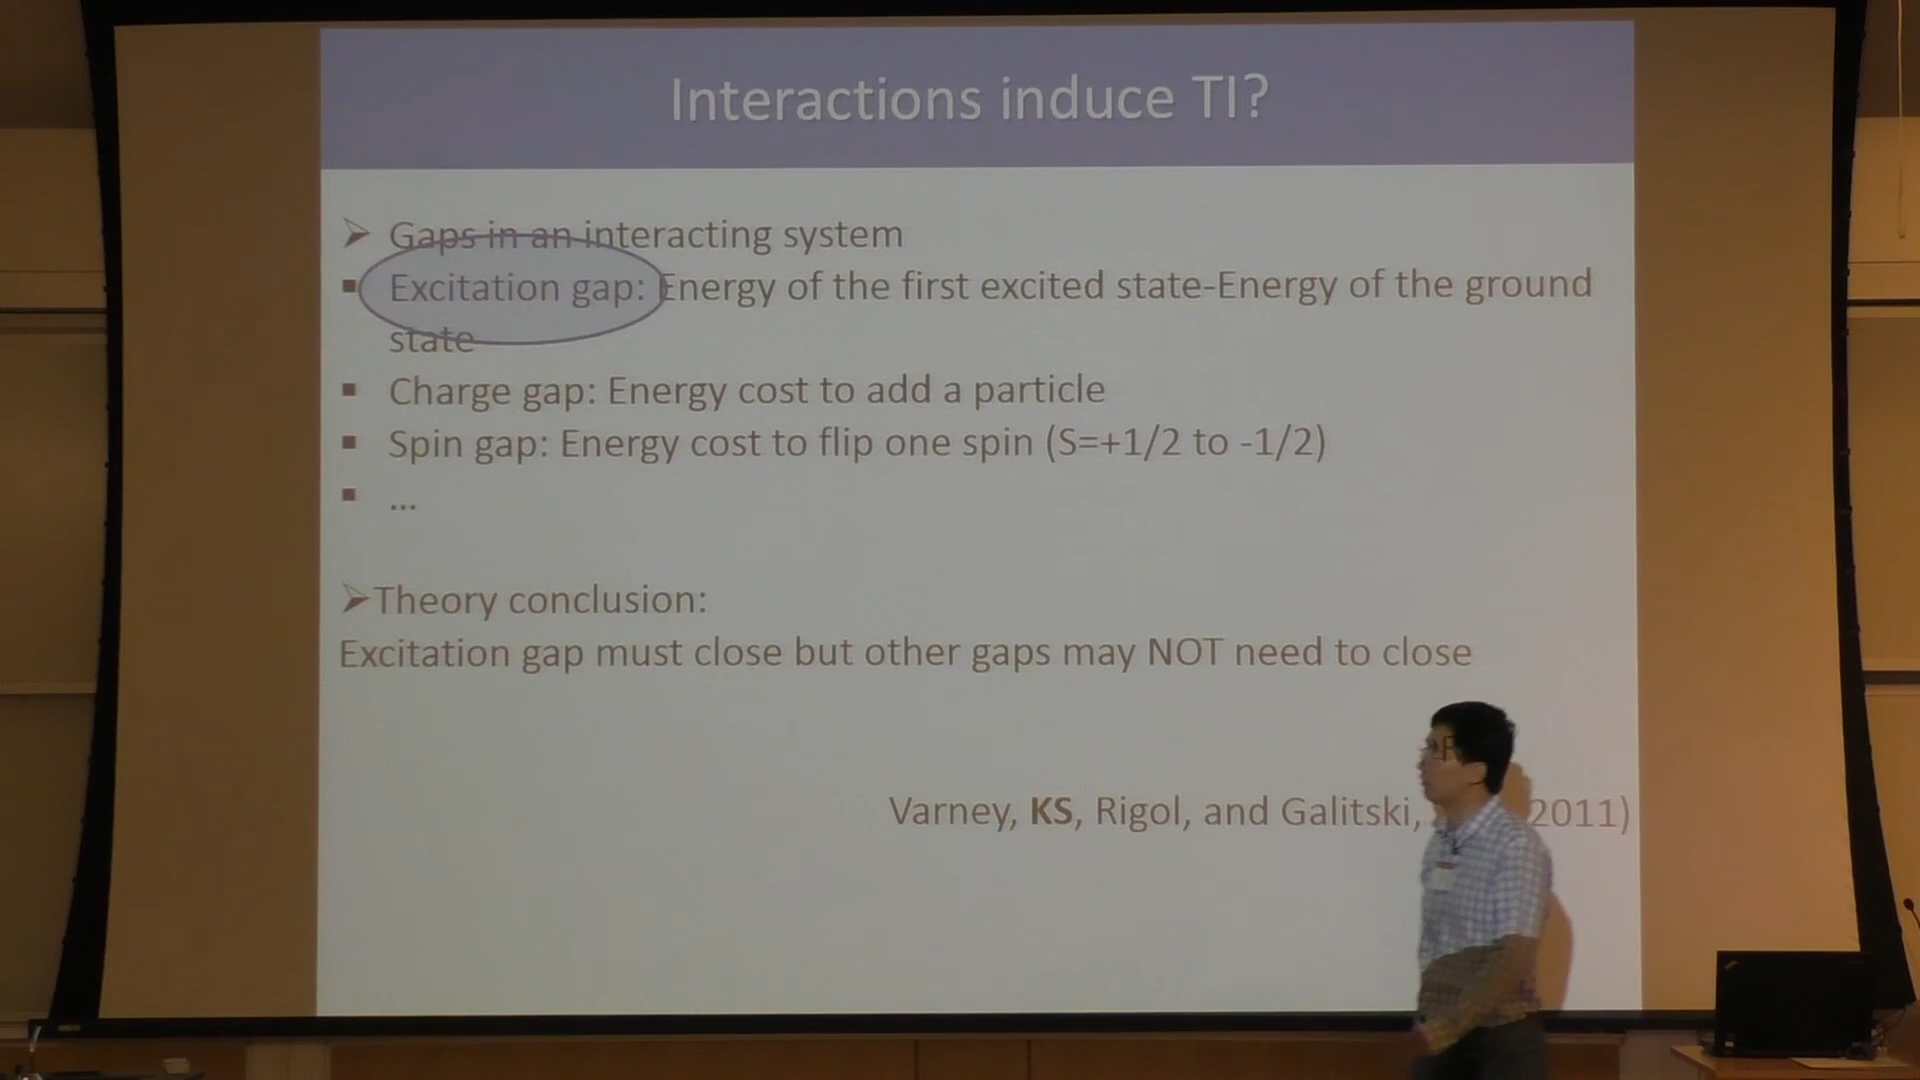 Interactions induce TI?
➢ Gaps in an interacting system
▪ Excitation gap: Energy of the first excited state-Energy of the ground
state
▪ Charge gap: Energy cost to add a particle
▪ Spin gap: Energy cost to flip one spin (S=+1/2 to -1/2)
▪ ...
➢Theory conclusion:
Excitation gap must close but other gaps may NOT need to close
Varney, KS, Rigol, and Galitski, 2011)